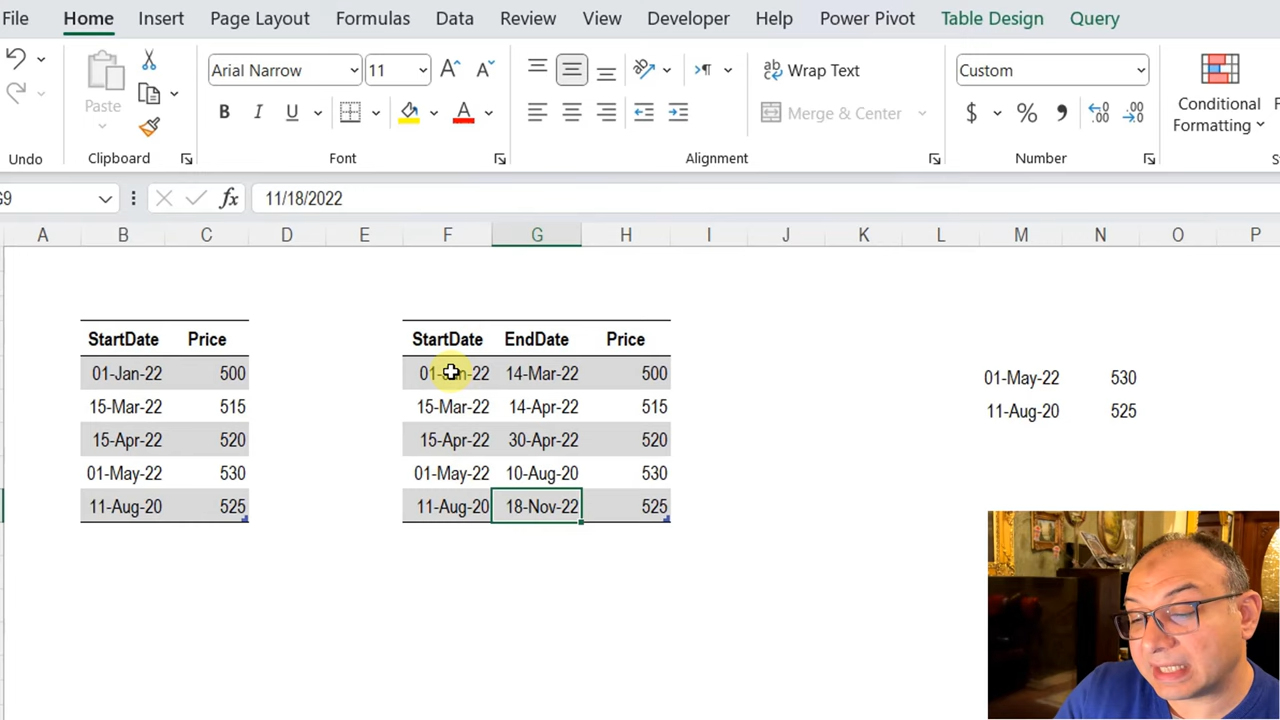 File Home Insert Page Layout Formulas Data Review View Developer Help Power Pivot Table Design Query
Arial Narrow 11 Wrap Text Custom
Paste B I U A Merge & Center $ % Conditional
Formatting
Undo Clipboard Font Alignment Number
G9 fx 11/18/2022
A B C D E F G H I J K L M N O P
StartDate Price StartDate EndDate Price
01-Jan-22 500 14-Mar-22 500 01-May-22 530
15-Mar-22 515 15-Mar-22 14-Apr-22 515 11-Aug-20 525
15-Apr-22 520 15-Apr-22 30-Apr-22 520
01-May-22 530 01-May-22 10-Aug-20 530
11-Aug-20 525 11-Aug-20 18-Nov-22 525